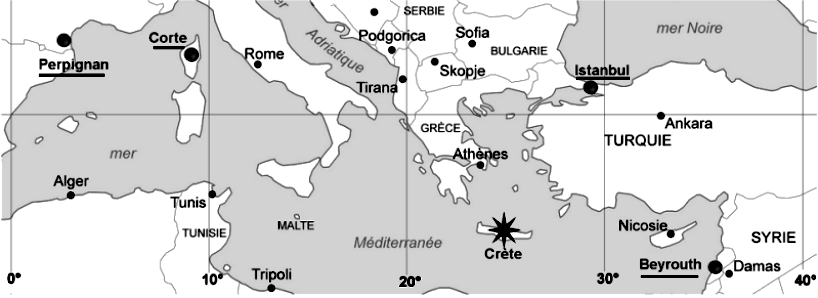 SERBIE
er
Corte
Podgorica
Sofia
mer Noire
Adriatique
BULGARIE
Rome
Perpignan
Skopje
Istanbul
Tirana
Ankara
GRÈCE
TURQUIE
mer
Athènes
Alger
Tunis
MALTE
Nicosie
TUNISIE
Méditerranée
SYRIE
Crète
Beyrouth
Damas
Tripoli
0°
10°
20°
30°
40°